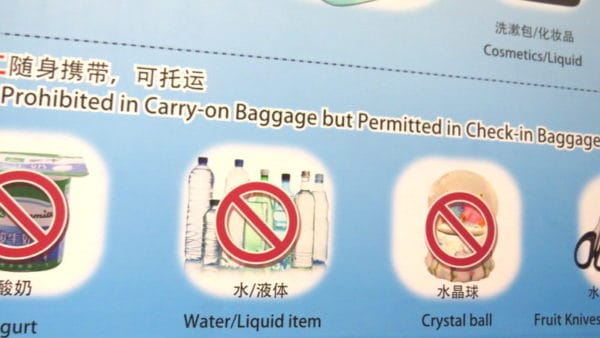 洗漱包/化妆品
Cosmetics/Liquid
随身携带，可托运
Prohibited in Carry-on Baggage but Permitted in Check-in Baggage
酸奶
水/液体
水晶球
水
gurt
Water/Liquid item
Crystal ball
Fruit Knives